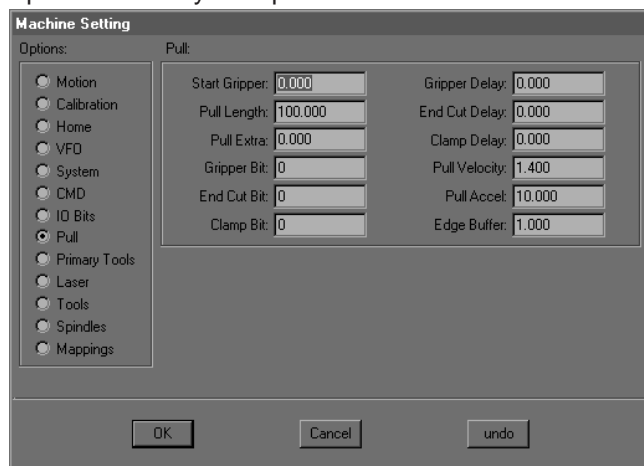 Machine Setting
Options:
Motion
Calibration
Home
VFO
System
CMD
IO Bits
Pull
Primary Tools
Laser
Tools
Spindles
Mappings
Pull:
Start Gripper: 0.000
Pull Length: 100.000
Pull Extra: 0.000
Gripper Bit: 0
End Cut Bit: 0
Clamp Bit: 0
Gripper Delay: 0.000
End Cut Delay: 0.000
Clamp Delay: 0.000
Pull Velocity: 1.400
Pull Accel: 10.000
Edge Buffer: 1.000
OK
Cancel
undo